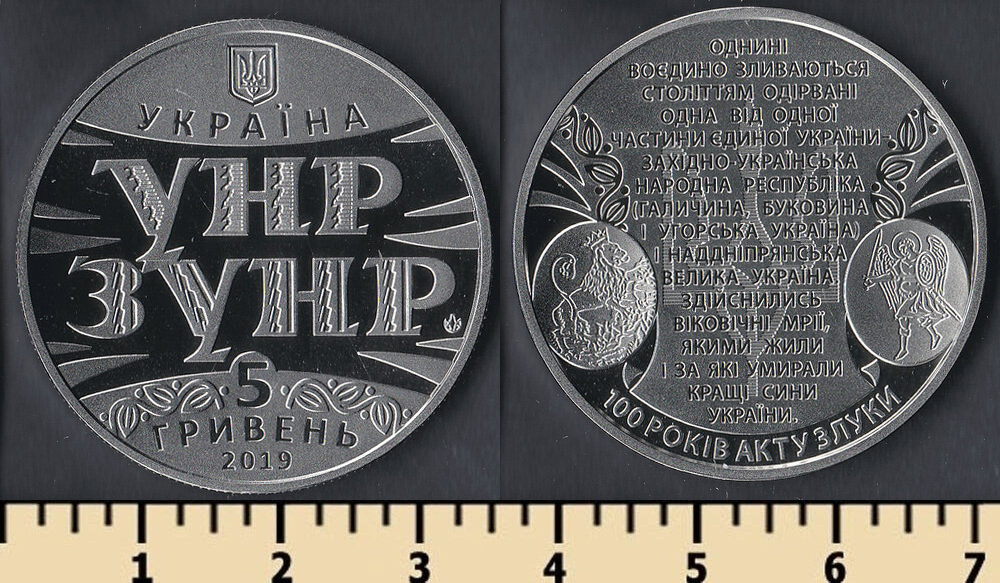 УКРАЇНА
УНР
ЗУНР
5
ГРИВЕНЬ
2019
ОДНИНІ
ВОЄДИНО ЗЛИВАЮТЬСЯ
СТОЛІТТЯМ ОДІРВАНІ
ОДНА ВІД ОДНОЇ
ЧАСТИНИ ЄДИНОЇ УКРАЇНИ-
ЗАХІДНО-УКРАЇНСЬКА
НАРОДНА РЕСПУБЛІКА
(ГАЛИЧИНА, БУКОВИНА
І УГОРСЬКА УКРАЇНА)
І НАДДНІПРЯНСЬКА
ВЕЛИКА УКРАЇНА
ЗДІЙСНИЛИСЬ
ВІКОВІЧНІ МРІЇ,
ЯКИМИ ЖИЛИ
І ЗА ЯКІ УМИРАЛИ
КРАЩІ СИНИ
УКРАЇНИ.
100 РОКІВ АКТУ ЗЛУКИ
1 2 3 4 5 6 7